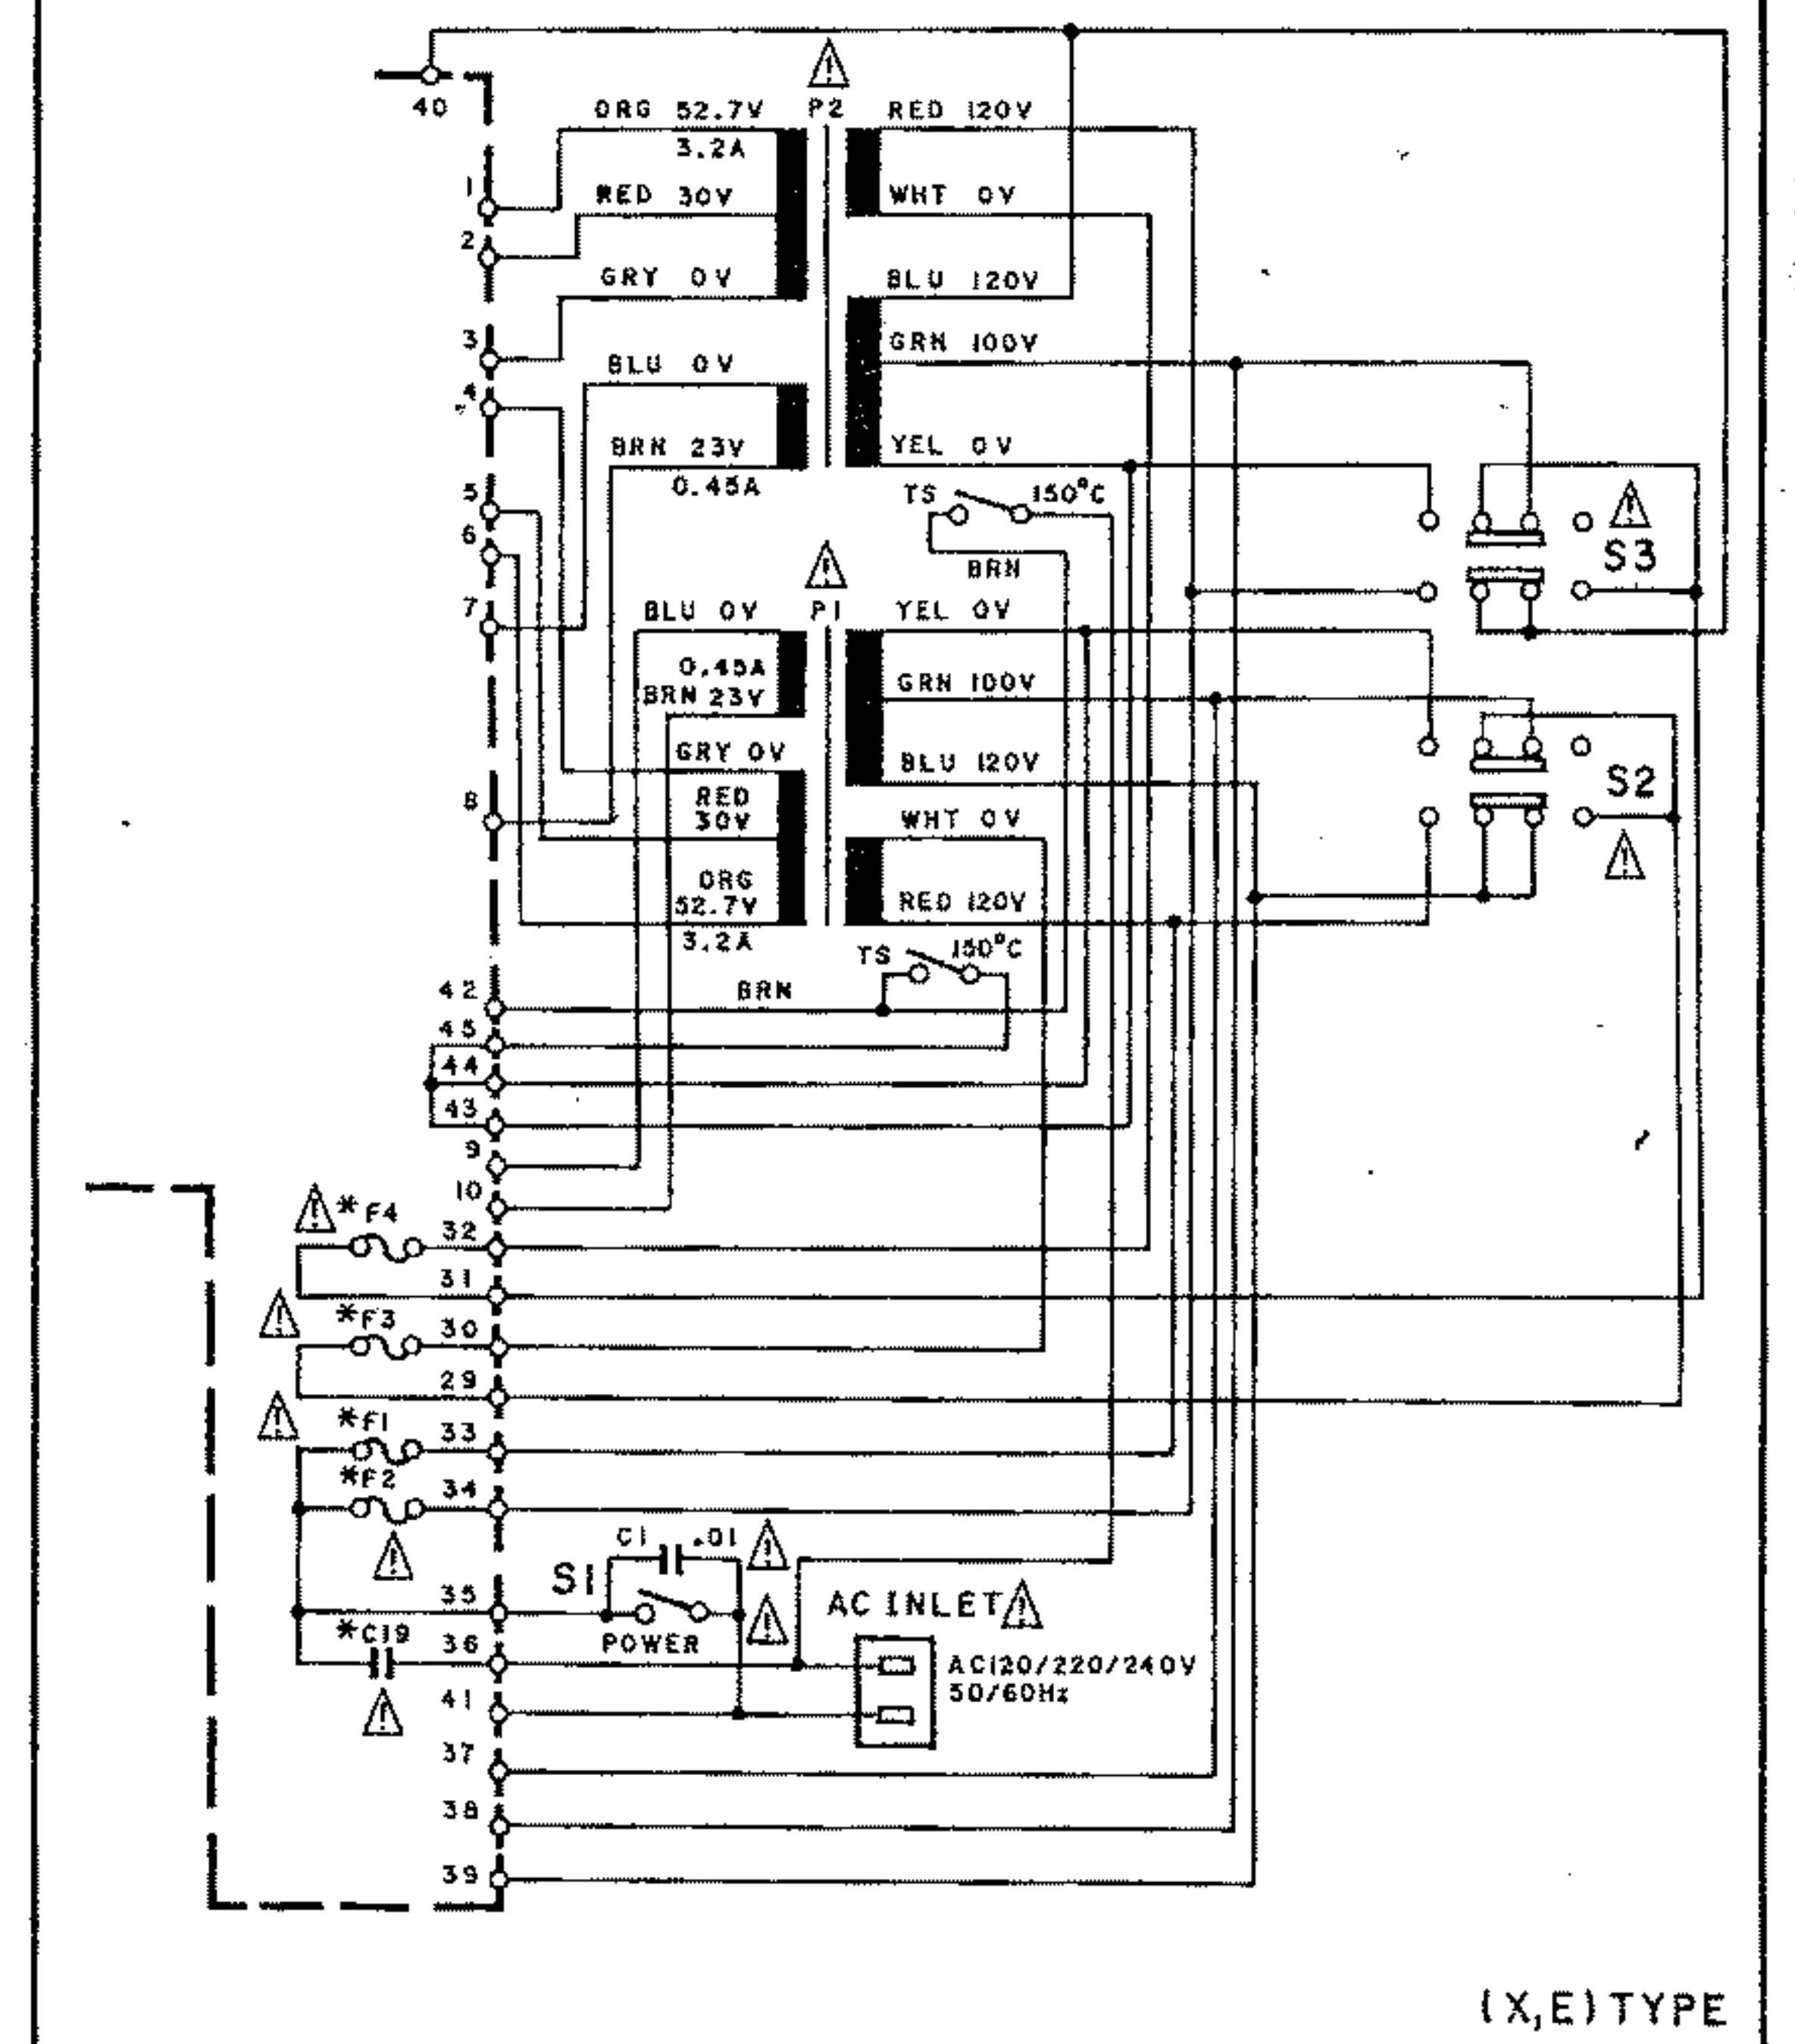 40
ORG 52.7V
P2
RED 120V
3.2A
1
RED 30V
WHT 0V
2
GRY 0V
BLU 120V
3
GRN 100V
BLU 0V
4
BRN 23V
YEL 0V
0.45A
5
TS 150°C
6
S3
BRN
7
BLU 0V
P1
YEL 0V
0.45A
GRN 100V
BRN 23V
GRY 0V
BLU 120V
S2
8
RED
30V
WHT 0V
ORG
52.7V
RED 120V
3.2A
TS 150°C
42
BRN
45
44
43
9
10
*F4
32
31
*F3
30
29
*F1
33
*F2
34
C1 .01
S1
35
AC INLET
*C19
36
POWER
AC120/220/240V
50/60Hz
41
37
38
39
(X,E) TYPE